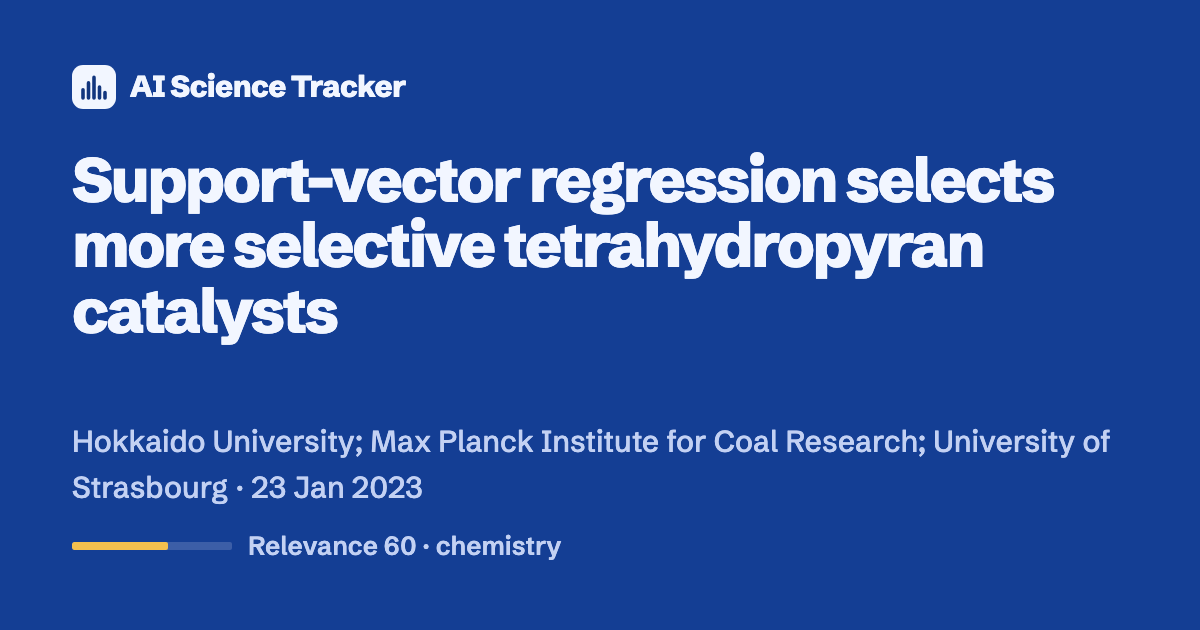 AI Science Tracker
Support-vector regression selects
more selective tetrahydropyran
catalysts
Hokkaido University; Max Planck Institute for Coal Research; University of
Strasbourg · 23 Jan 2023
Relevance 60 · chemistry